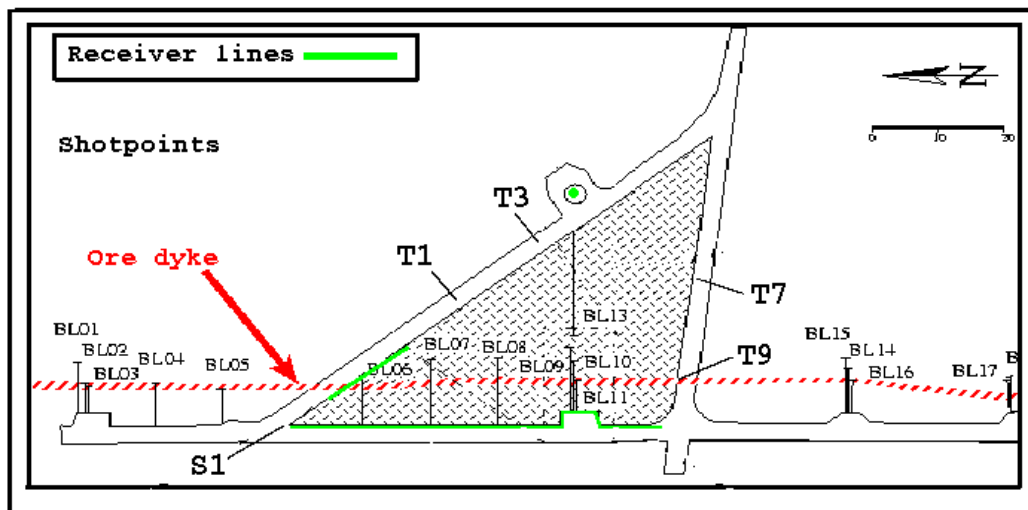 Receiver lines
N
0 10 20
Shotpoints
T3
T1
Ore dyke
T7
BL01
BL02
BL03
BL04
BL05
BL06
BL07
BL08
BL09
BL10
BL11
BL13
T9
BL15
BL14
BL16
BL17
S1